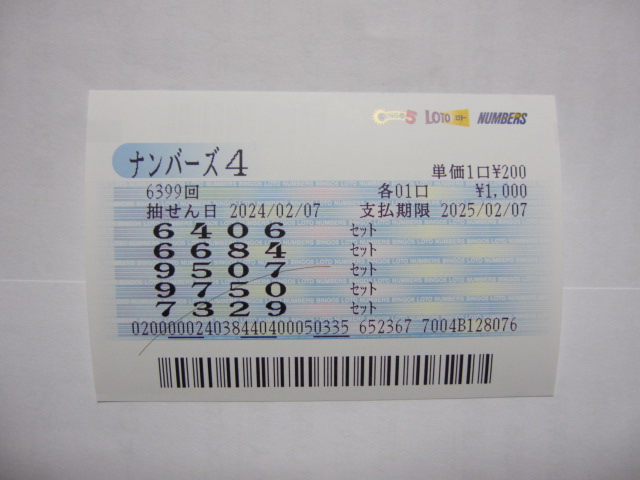 LOTO ロト NUMBERS
ナンバーズ4
単価1口¥200
6399回 各01口 ¥1,000
抽せん日 2024/02/07 支払期限 2025/02/07
6406 セット
6684 セット
9507 セット
9750 セット
7329 セット
020000024038440400050335 652367 7004B128076